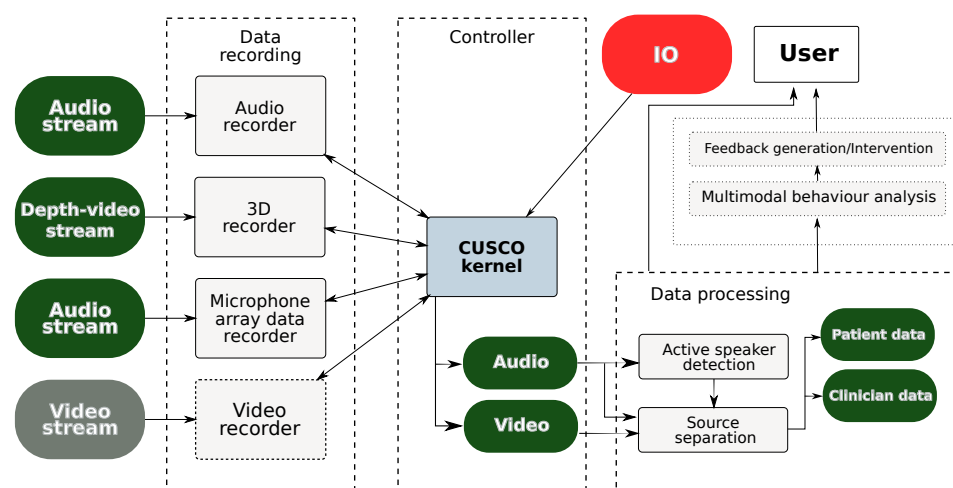 Data
recording
Controller
IO
User
Audio
stream
Audio
recorder
Feedback generation/Intervention
Depth-video
stream
3D
recorder
Multimodal behaviour analysis
CUSCO
kernel
Audio
stream
Microphone
array data
recorder
Data processing
Audio
Active speaker
detection
Patient data
Video
stream
Video
recorder
Video
Source
separation
Clinician data